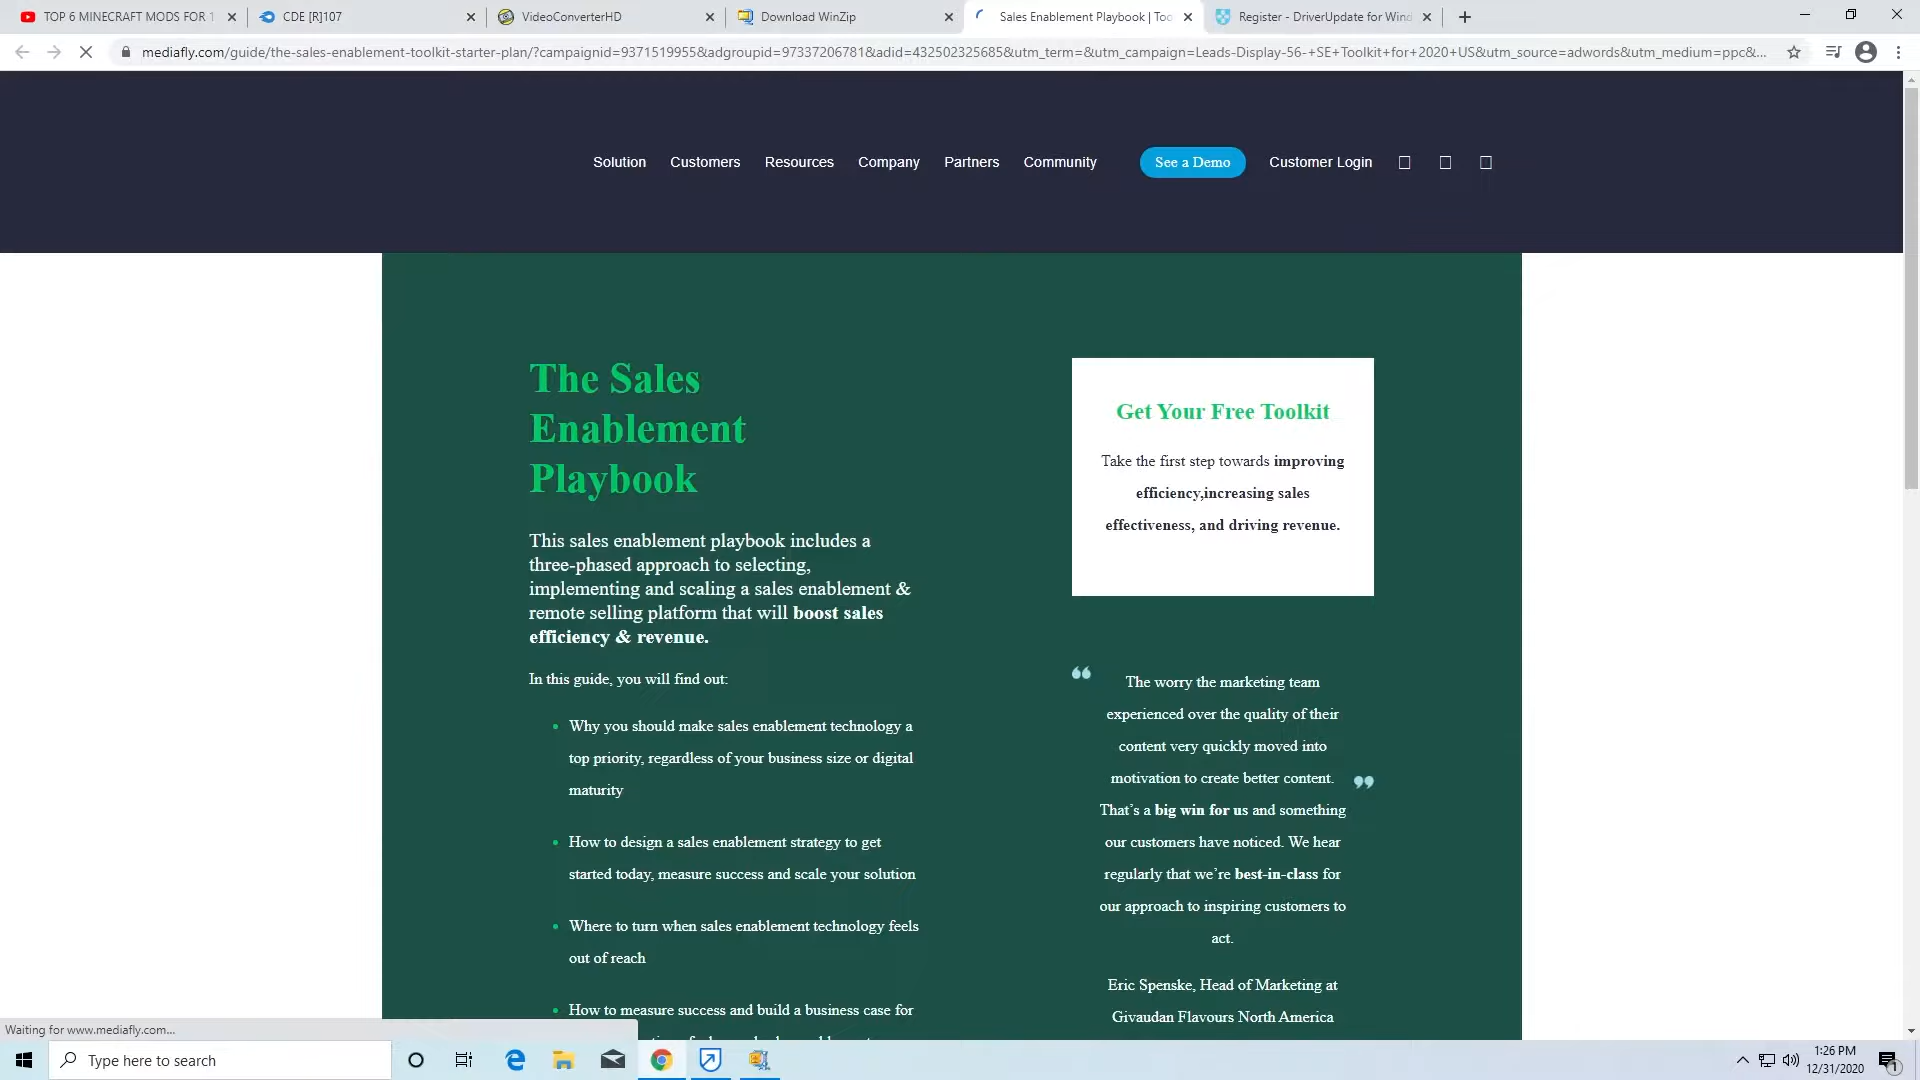 TOP 6 MINECRAFT MODS FOR 1
CDE [R]107
VideoConverterHD
Download WinZip
Sales Enablement Playbook | Too
Register - DriverUpdate for Wind
mediafly.com/guide/the-sales-enablement-toolkit-starter-plan/?campaignid=9371519955&adgroupid=97337206781&adid=432502325685&utm_term=&utm_campaign=Leads-Display-56-+SE+Toolkit+for+2020+US&utm_source=adwords&utm_medium=ppc&...
Solution Customers Resources Company Partners Community See a Demo Customer Login
The Sales
Enablement
Playbook
This sales enablement playbook includes a
three-phased approach to selecting,
implementing and scaling a sales enablement &
remote selling platform that will boost sales
efficiency & revenue.
In this guide, you will find out:
• Why you should make sales enablement technology a
top priority, regardless of your business size or digital
maturity
• How to design a sales enablement strategy to get
started today, measure success and scale your solution
• Where to turn when sales enablement technology feels
out of reach
• How to measure success and build a business case for
Get Your Free Toolkit
Take the first step towards improving
efficiency,increasing sales
effectiveness, and driving revenue.
“
The worry the marketing team
experienced over the quality of their
content very quickly moved into
motivation to create better content.
”
That’s a big win for us and something
our customers have noticed. We hear
regularly that we’re best-in-class for
our approach to inspiring customers to
act.
Eric Spenske, Head of Marketing at
Givaudan Flavours North America
Waiting for www.mediafly.com...
Type here to search
1:26 PM
12/31/2020
1